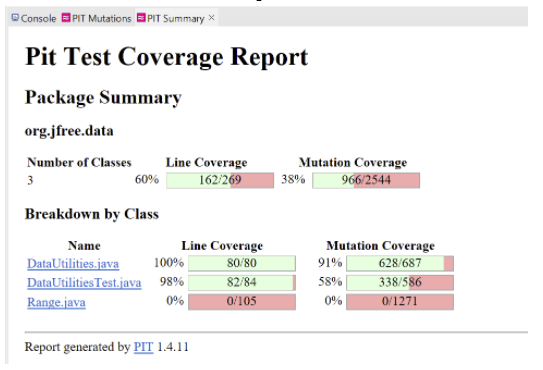 Console PIT Mutations PIT Summary ×
Pit Test Coverage Report
Package Summary
org.jfree.data
Number of Classes Line Coverage Mutation Coverage
3 60% 162/269 38% 966/2544
Breakdown by Class
Name Line Coverage Mutation Coverage
DataUtilities.java 100% 80/80 91% 628/687
DataUtilitiesTest.java 98% 82/84 58% 338/586
Range.java 0% 0/105 0% 0/1271
Report generated by PIT 1.4.11